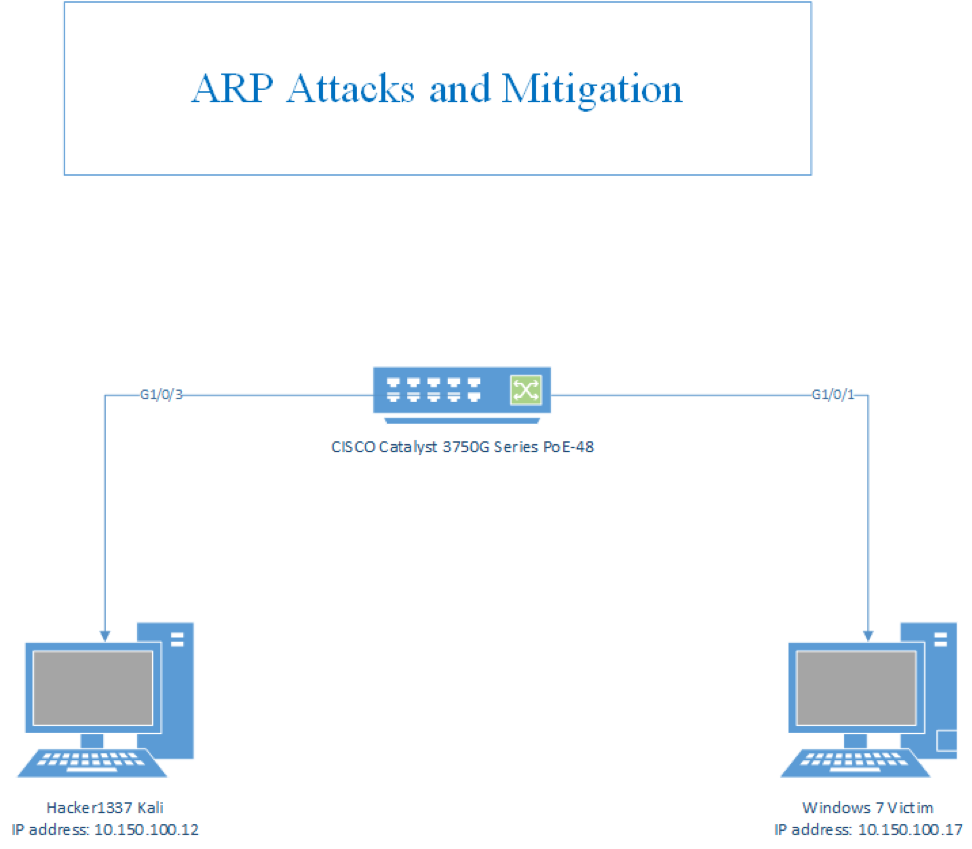 ARP Attacks and Mitigation
G1/0/3
G1/0/1
CISCO Catalyst 3750G Series PoE-48
Hacker1337 Kali
IP address: 10.150.100.12
Windows 7 Victim
IP address: 10.150.100.17